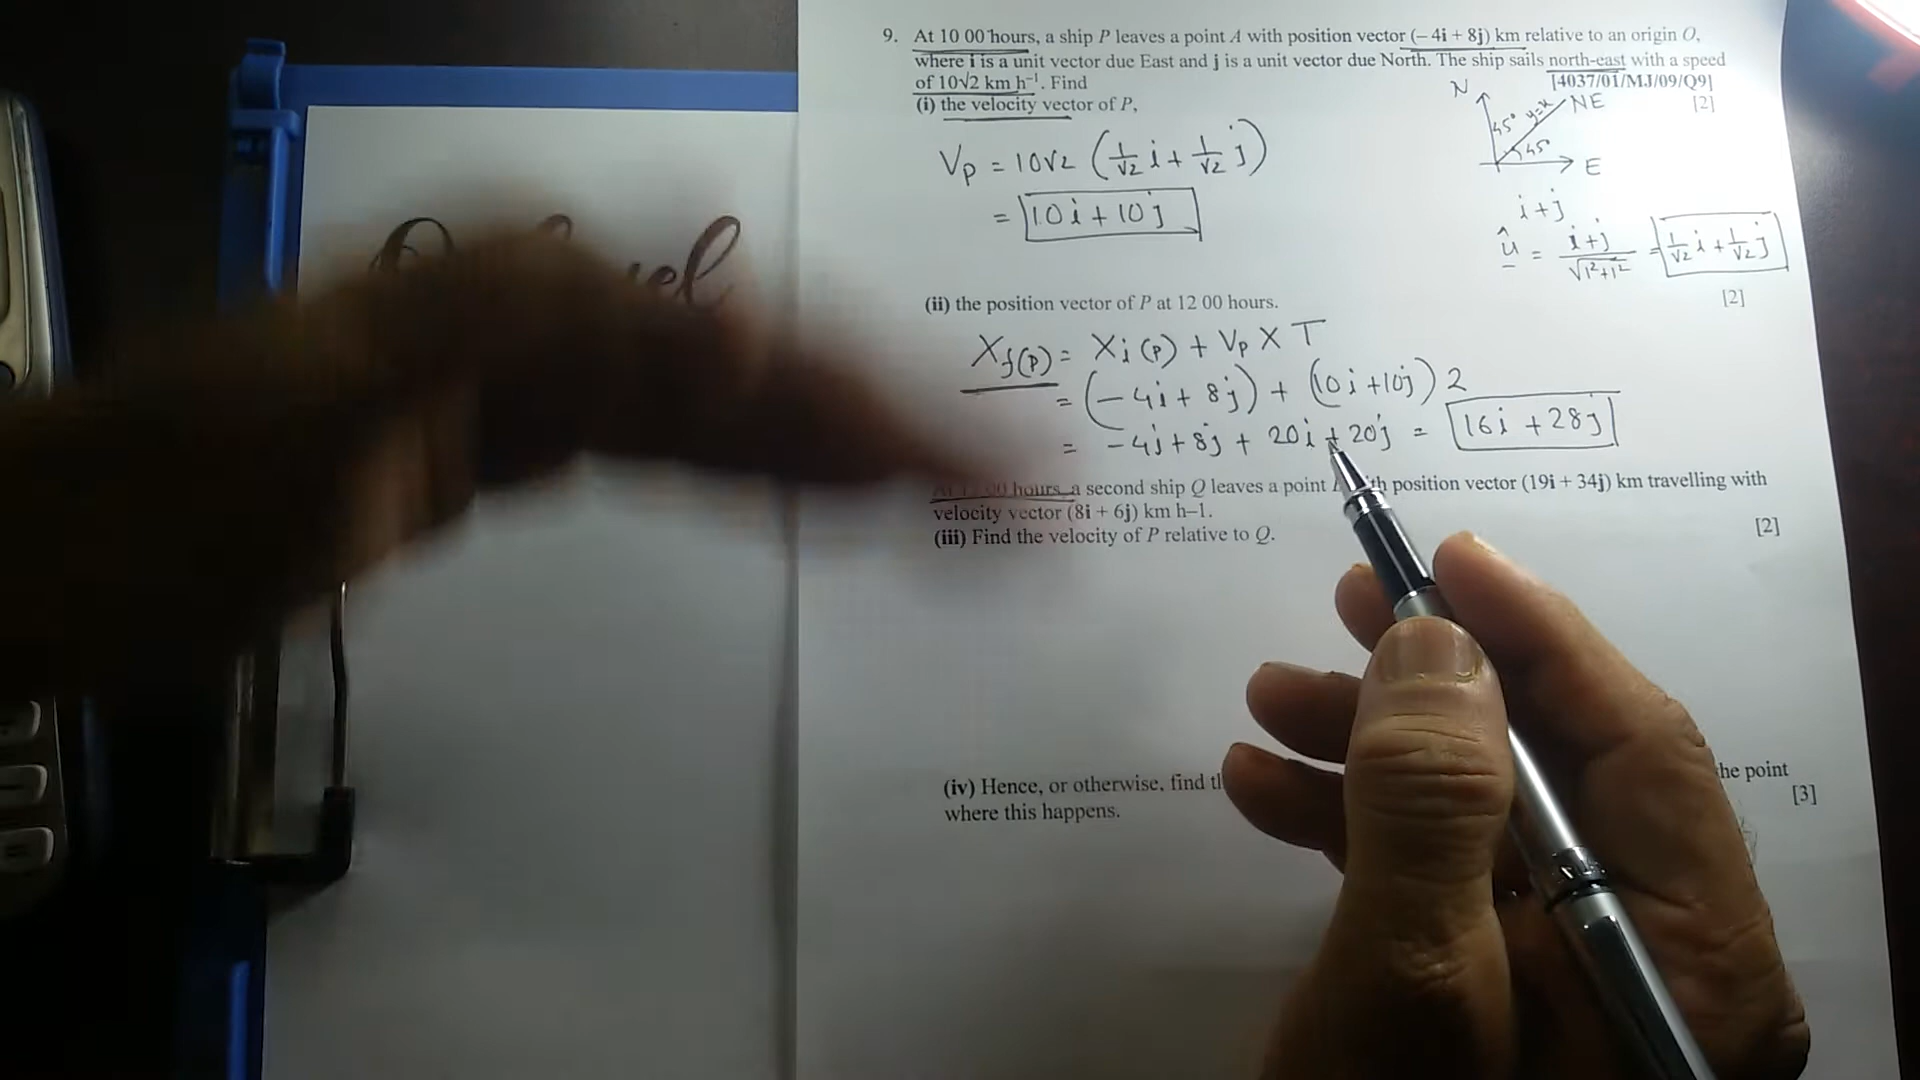 9. At 10 00 hours, a ship P leaves a point A with position vector (– 4i + 8j) km relative to an origin O,
where i is a unit vector due East and j is a unit vector due North. The ship sails north-east with a speed
of 10√2 km h⁻¹. Find [4037/01/MJ/09/Q9]
(i) the velocity vector of P, [2]
N
NE
45° y=x
45°
E
Vp = 10√2 (1/√2 i + 1/√2 j)
= 10i + 10j
i + j
û = i+j/√1²+1² = 1/√2 i + 1/√2 j
(ii) the position vector of P at 12 00 hours. [2]
Xf(P) = Xi(P) + Vp X T
= (-4i + 8j) + (10i +10j) 2
= -4i + 8j + 20i + 20j = 16i + 28j
00 hours, a second ship Q leaves a point position vector (19i + 34j) km travelling with
velocity vector (8i + 6j) km h–1.
(iii) Find the velocity of P relative to Q. [2]
(iv) Hence, or otherwise, find the point
where this happens. [3]